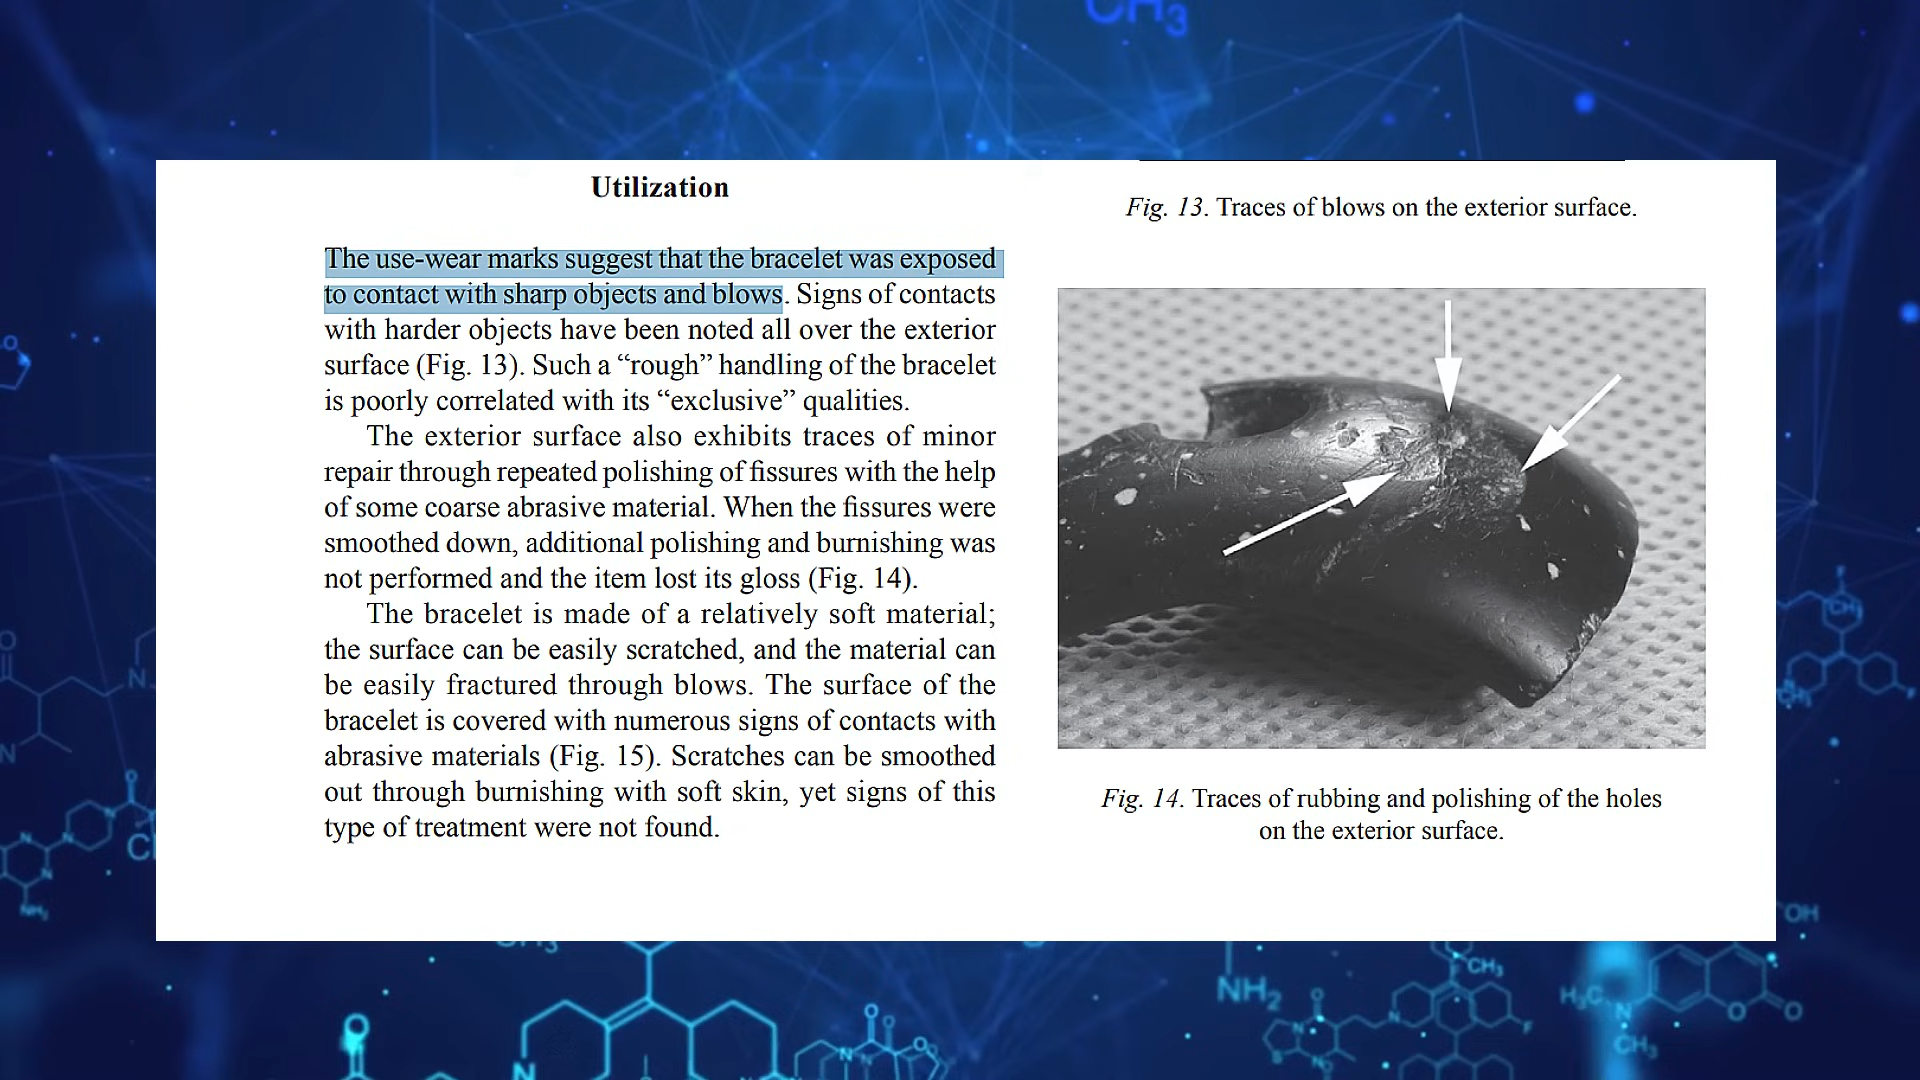 CH3
Utilization
The use-wear marks suggest that the bracelet was exposed
to contact with sharp objects and blows. Signs of contacts
with harder objects have been noted all over the exterior
surface (Fig. 13). Such a “rough” handling of the bracelet
is poorly correlated with its “exclusive” qualities.
The exterior surface also exhibits traces of minor
repair through repeated polishing of fissures with the help
of some coarse abrasive material. When the fissures were
smoothed down, additional polishing and burnishing was
not performed and the item lost its gloss (Fig. 14).
The bracelet is made of a relatively soft material;
the surface can be easily scratched, and the material can
be easily fractured through blows. The surface of the
bracelet is covered with numerous signs of contacts with
abrasive materials (Fig. 15). Scratches can be smoothed
out through burnishing with soft skin, yet signs of this
type of treatment were not found.
Fig. 13. Traces of blows on the exterior surface.
Fig. 14. Traces of rubbing and polishing of the holes
on the exterior surface.
O
N
N
O
N
N
N
N
NH2
OH
CH3
NH2
H3C
N
CH3
O
O
O
N
O
N
O
F